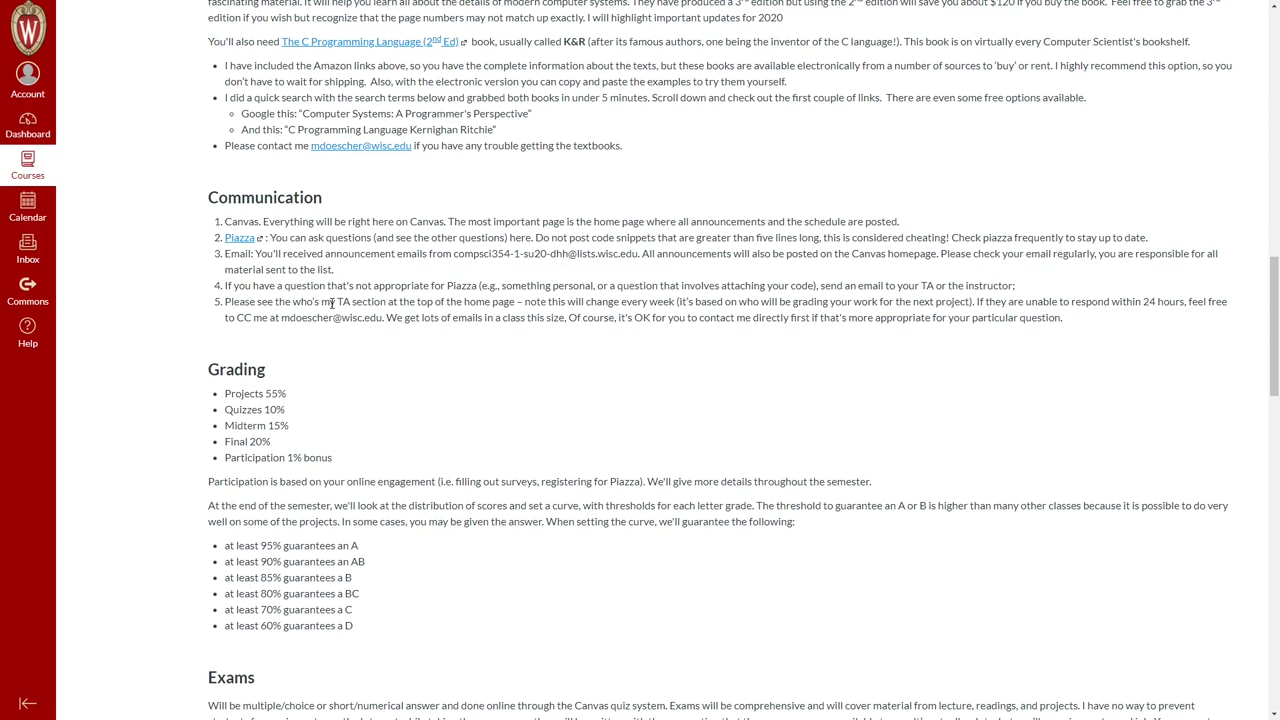 fascinating material. It will help you learn all about the details of modern computer systems. They have produced a 3rd edition but using the 2nd edition will save you about $120 if you buy the book. Feel free to grab the 3rd
edition if you wish but recognize that the page numbers may not match up exactly. I will highlight important updates for 2020
You'll also need The C Programming Language (2nd Ed) book, usually called K&R (after its famous authors, one being the inventor of the C language!). This book is on virtually every Computer Scientist's bookshelf.
Account
• I have included the Amazon links above, so you have the complete information about the texts, but these books are available electronically from a number of sources to 'buy' or rent. I highly recommend this option, so you
don't have to wait for shipping. Also, with the electronic version you can copy and paste the examples to try them yourself.
• I did a quick search with the search terms below and grabbed both books in under 5 minutes. Scroll down and check out the first couple of links. There are even some free options available.
◦ Google this: “Computer Systems: A Programmer's Perspective”
Dashboard
◦ And this: “C Programming Language Kernighan Ritchie”
• Please contact me mdoescher@wisc.edu if you have any trouble getting the textbooks.
Courses
Communication
Calendar
1. Canvas. Everything will be right here on Canvas. The most important page is the home page where all announcements and the schedule are posted.
2. Piazza : You can ask questions (and see the other questions) here. Do not post code snippets that are greater than five lines long, this is considered cheating! Check piazza frequently to stay up to date.
3. Email: You'll received announcement emails from compsci354-1-su20-dhh@lists.wisc.edu. All announcements will also be posted on the Canvas homepage. Please check your email regularly, you are responsible for all
Inbox
material sent to the list.
4. If you have a question that's not appropriate for Piazza (e.g., something personal, or a question that involves attaching your code), send an email to your TA or the instructor;
Commons
5. Please see the who's my TA section at the top of the home page – note this will change every week (it's based on who will be grading your work for the next project). If they are unable to respond within 24 hours, feel free
to CC me at mdoescher@wisc.edu. We get lots of emails in a class this size, Of course, it's OK for you to contact me directly first if that's more appropriate for your particular question.
Help
Grading
• Projects 55%
• Quizzes 10%
• Midterm 15%
• Final 20%
• Participation 1% bonus
Participation is based on your online engagement (i.e. filling out surveys, registering for Piazza). We'll give more details throughout the semester.
At the end of the semester, we'll look at the distribution of scores and set a curve, with thresholds for each letter grade. The threshold to guarantee an A or B is higher than many other classes because it is possible to do very
well on some of the projects. In some cases, you may be given the answer. When setting the curve, we'll guarantee the following:
• at least 95% guarantees an A
• at least 90% guarantees an AB
• at least 85% guarantees a B
• at least 80% guarantees a BC
• at least 70% guarantees a C
• at least 60% guarantees a D
Exams
Will be multiple/choice or short/numerical answer and done online through the Canvas quiz system. Exams will be comprehensive and will cover material from lecture, readings, and projects. I have no way to prevent